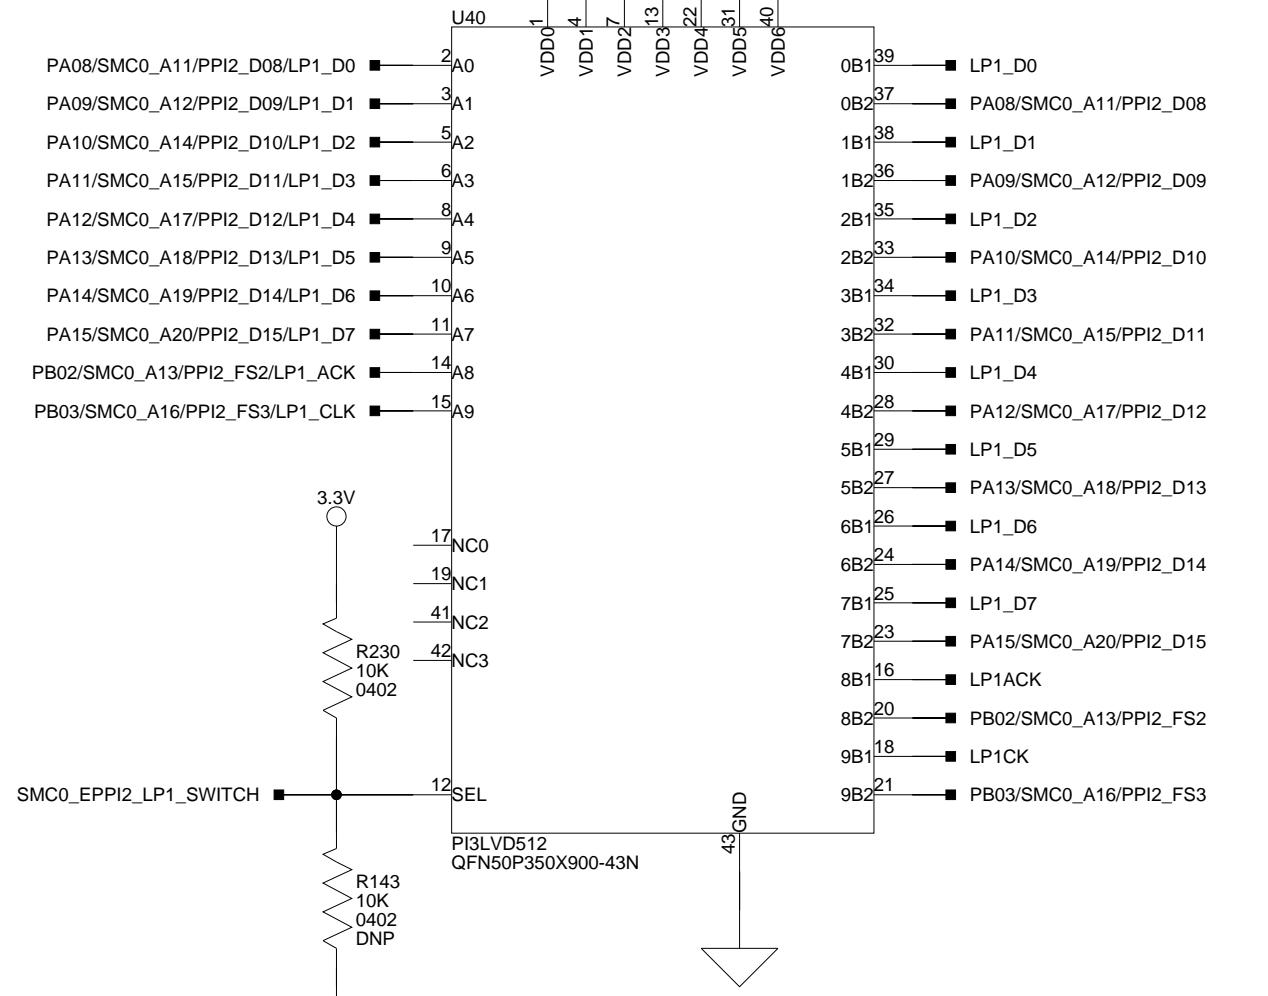 U40
1
4
7
13
22
31
40
VDD0
VDD1
VDD2
VDD3
VDD4
VDD5
VDD6
PA08/SMC0_A11/PPI2_D08/LP1_D0 2 A0
PA09/SMC0_A12/PPI2_D09/LP1_D1 3 A1
PA10/SMC0_A14/PPI2_D10/LP1_D2 5 A2
PA11/SMC0_A15/PPI2_D11/LP1_D3 6 A3
PA12/SMC0_A17/PPI2_D12/LP1_D4 8 A4
PA13/SMC0_A18/PPI2_D13/LP1_D5 9 A5
PA14/SMC0_A19/PPI2_D14/LP1_D6 10 A6
PA15/SMC0_A20/PPI2_D15/LP1_D7 11 A7
PB02/SMC0_A13/PPI2_FS2/LP1_ACK 14 A8
PB03/SMC0_A16/PPI2_FS3/LP1_CLK 15 A9
17 NC0
19 NC1
41 NC2
42 NC3
3.3V
R230
10K
0402
SMC0_EPPI2_LP1_SWITCH 12 SEL
R143
10K
0402
DNP
0B1 39 LP1_D0
0B2 37 PA08/SMC0_A11/PPI2_D08
1B1 38 LP1_D1
1B2 36 PA09/SMC0_A12/PPI2_D09
2B1 35 LP1_D2
2B2 33 PA10/SMC0_A14/PPI2_D10
3B1 34 LP1_D3
3B2 32 PA11/SMC0_A15/PPI2_D11
4B1 30 LP1_D4
4B2 28 PA12/SMC0_A17/PPI2_D12
5B1 29 LP1_D5
5B2 27 PA13/SMC0_A18/PPI2_D13
6B1 26 LP1_D6
6B2 24 PA14/SMC0_A19/PPI2_D14
7B1 25 LP1_D7
7B2 23 PA15/SMC0_A20/PPI2_D15
8B1 16 LP1ACK
8B2 20 PB02/SMC0_A13/PPI2_FS2
9B1 18 LP1CK
9B2 21 PB03/SMC0_A16/PPI2_FS3
GND
43
PI3LVD512
QFN50P350X900-43N